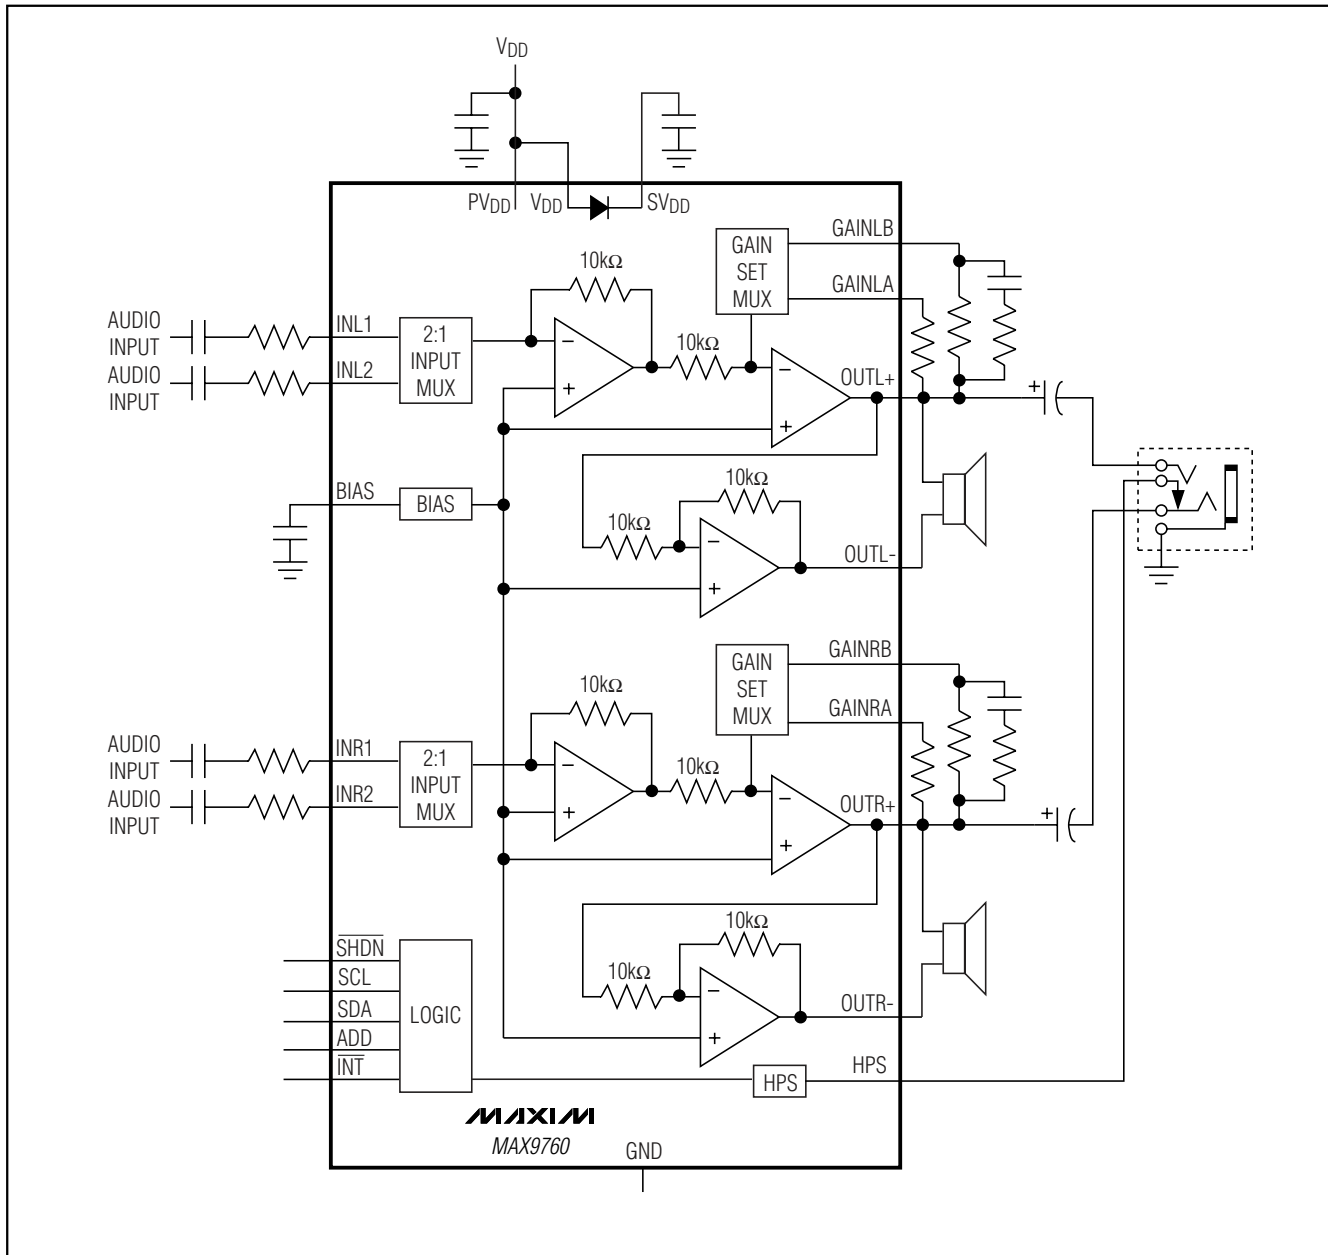 VDD
PVDD
VDD
SVDD
GAINLB
GAIN
SET
MUX
10kΩ
GAINLA
AUDIO
INPUT
INL1
2:1
INPUT
MUX
−
10kΩ
−
AUDIO
INPUT
INL2
+
OUTL+
+
+
10kΩ
BIAS
BIAS
10kΩ
−
OUTL-
+
GAINRB
GAIN
SET
MUX
10kΩ
GAINRA
AUDIO
INPUT
INR1
2:1
INPUT
MUX
−
10kΩ
−
AUDIO
INPUT
INR2
+
OUTR+
+
+
10kΩ
SHDN
SCL
SDA
ADD
INT
LOGIC
10kΩ
−
OUTR-
+
HPS
HPS
MAXIM
MAX9760
GND